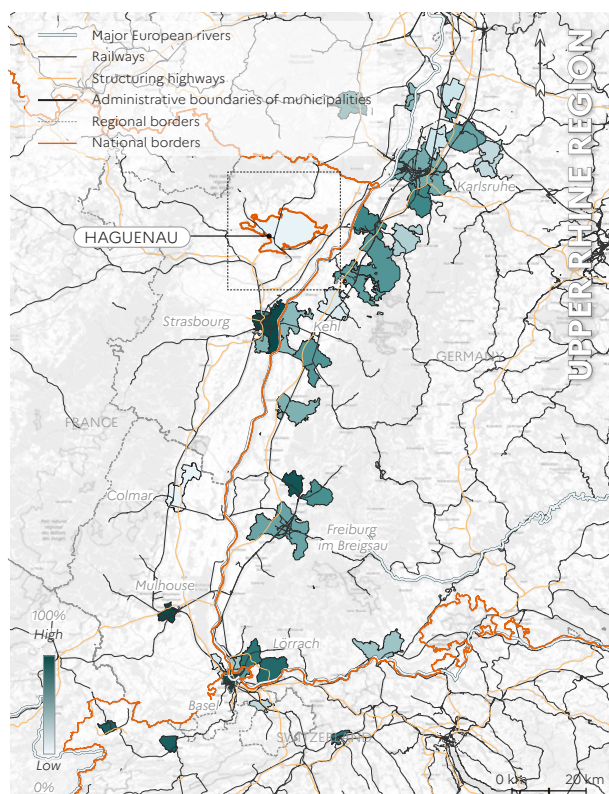 Major European rivers
Railways
Structuring highways
Administrative boundaries of municipalities
Regional borders
National borders
UPPER RHINE REGION
Karlsruhe
HAGUENAU
Strasbourg
Kehl
GERMANY
FRANCE
Colmar
Freiburg
im Breigsau
Mulhouse
100%
High
Lorrach
Basel
SWITZERLAND
Low
0%
0 km
20 km